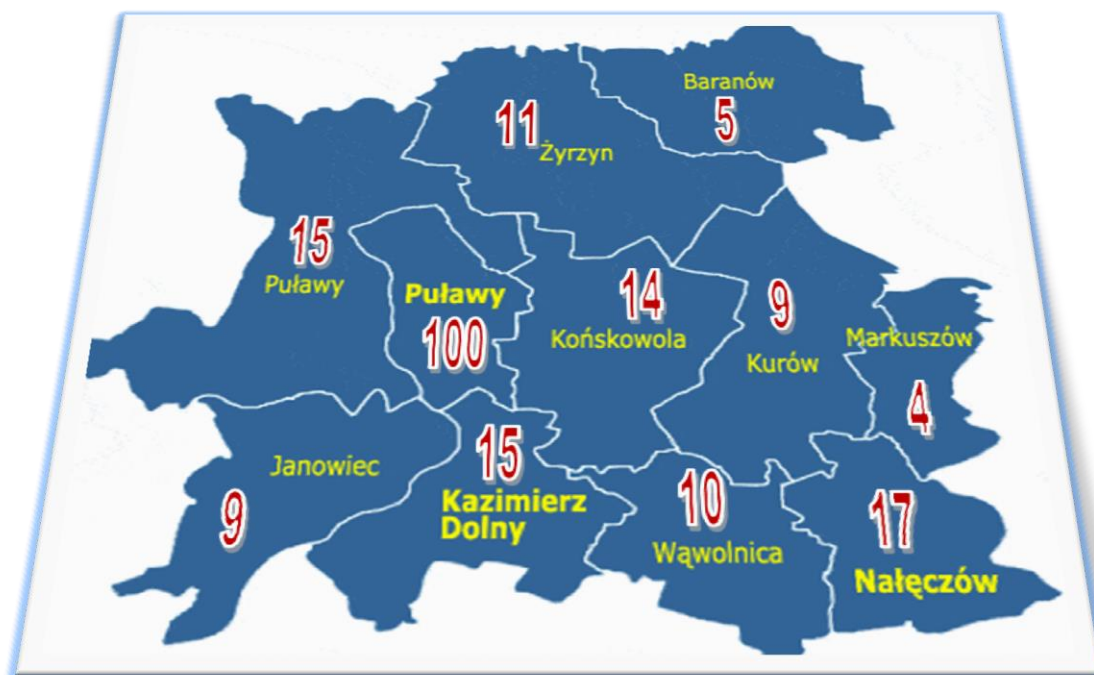 Baranów
5
11
Żyrzyn
15
Puławy
Puławy
100
14
Końskowola
9
Kurów
Markuszów
4
Janowiec
9
15
Kazimierz
Dolny
10
Wąwolnica
17
Nałęczów